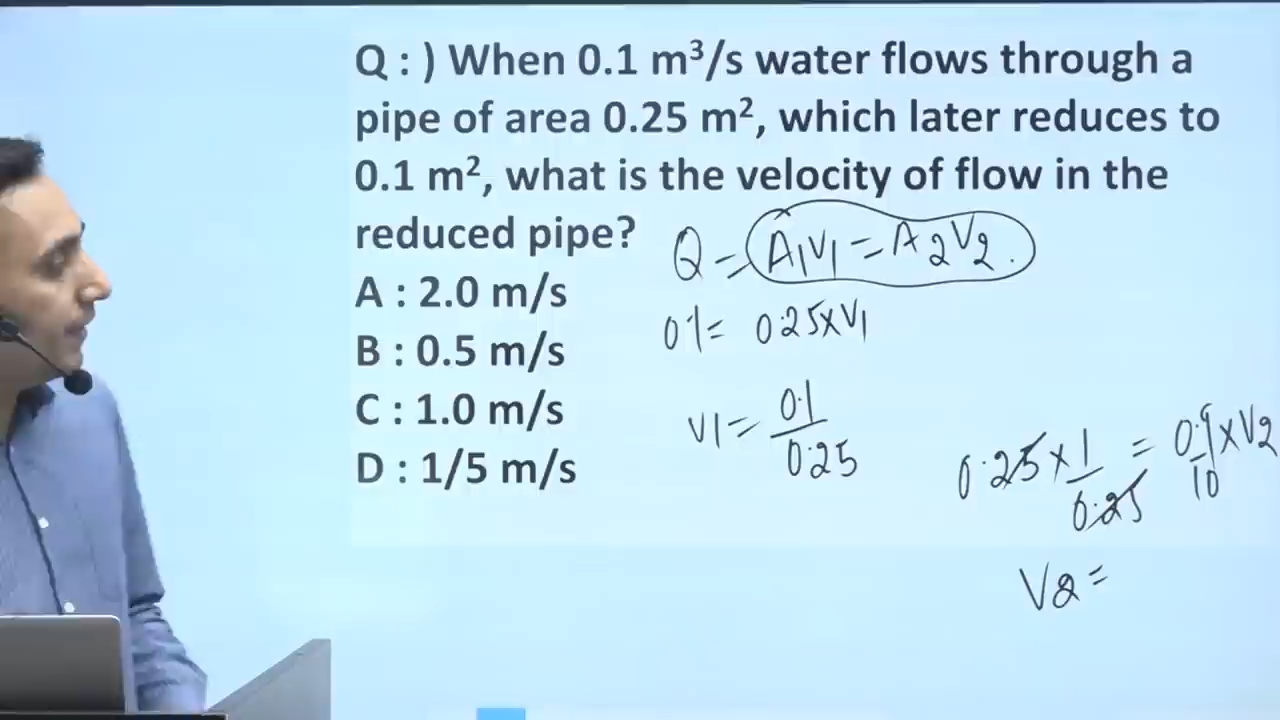 Q : ) When 0.1 m³/s water flows through a
pipe of area 0.25 m², which later reduces to
0.1 m², what is the velocity of flow in the
reduced pipe?
Q = A1V1 = A2V2.
A : 2.0 m/s
0.1 = 0.25 x V1
B : 0.5 m/s
C : 1.0 m/s
V1 = 0.1 / 0.25
D : 1/5 m/s
0.25 x 1 / 0.25 = x V2
10
V2 =